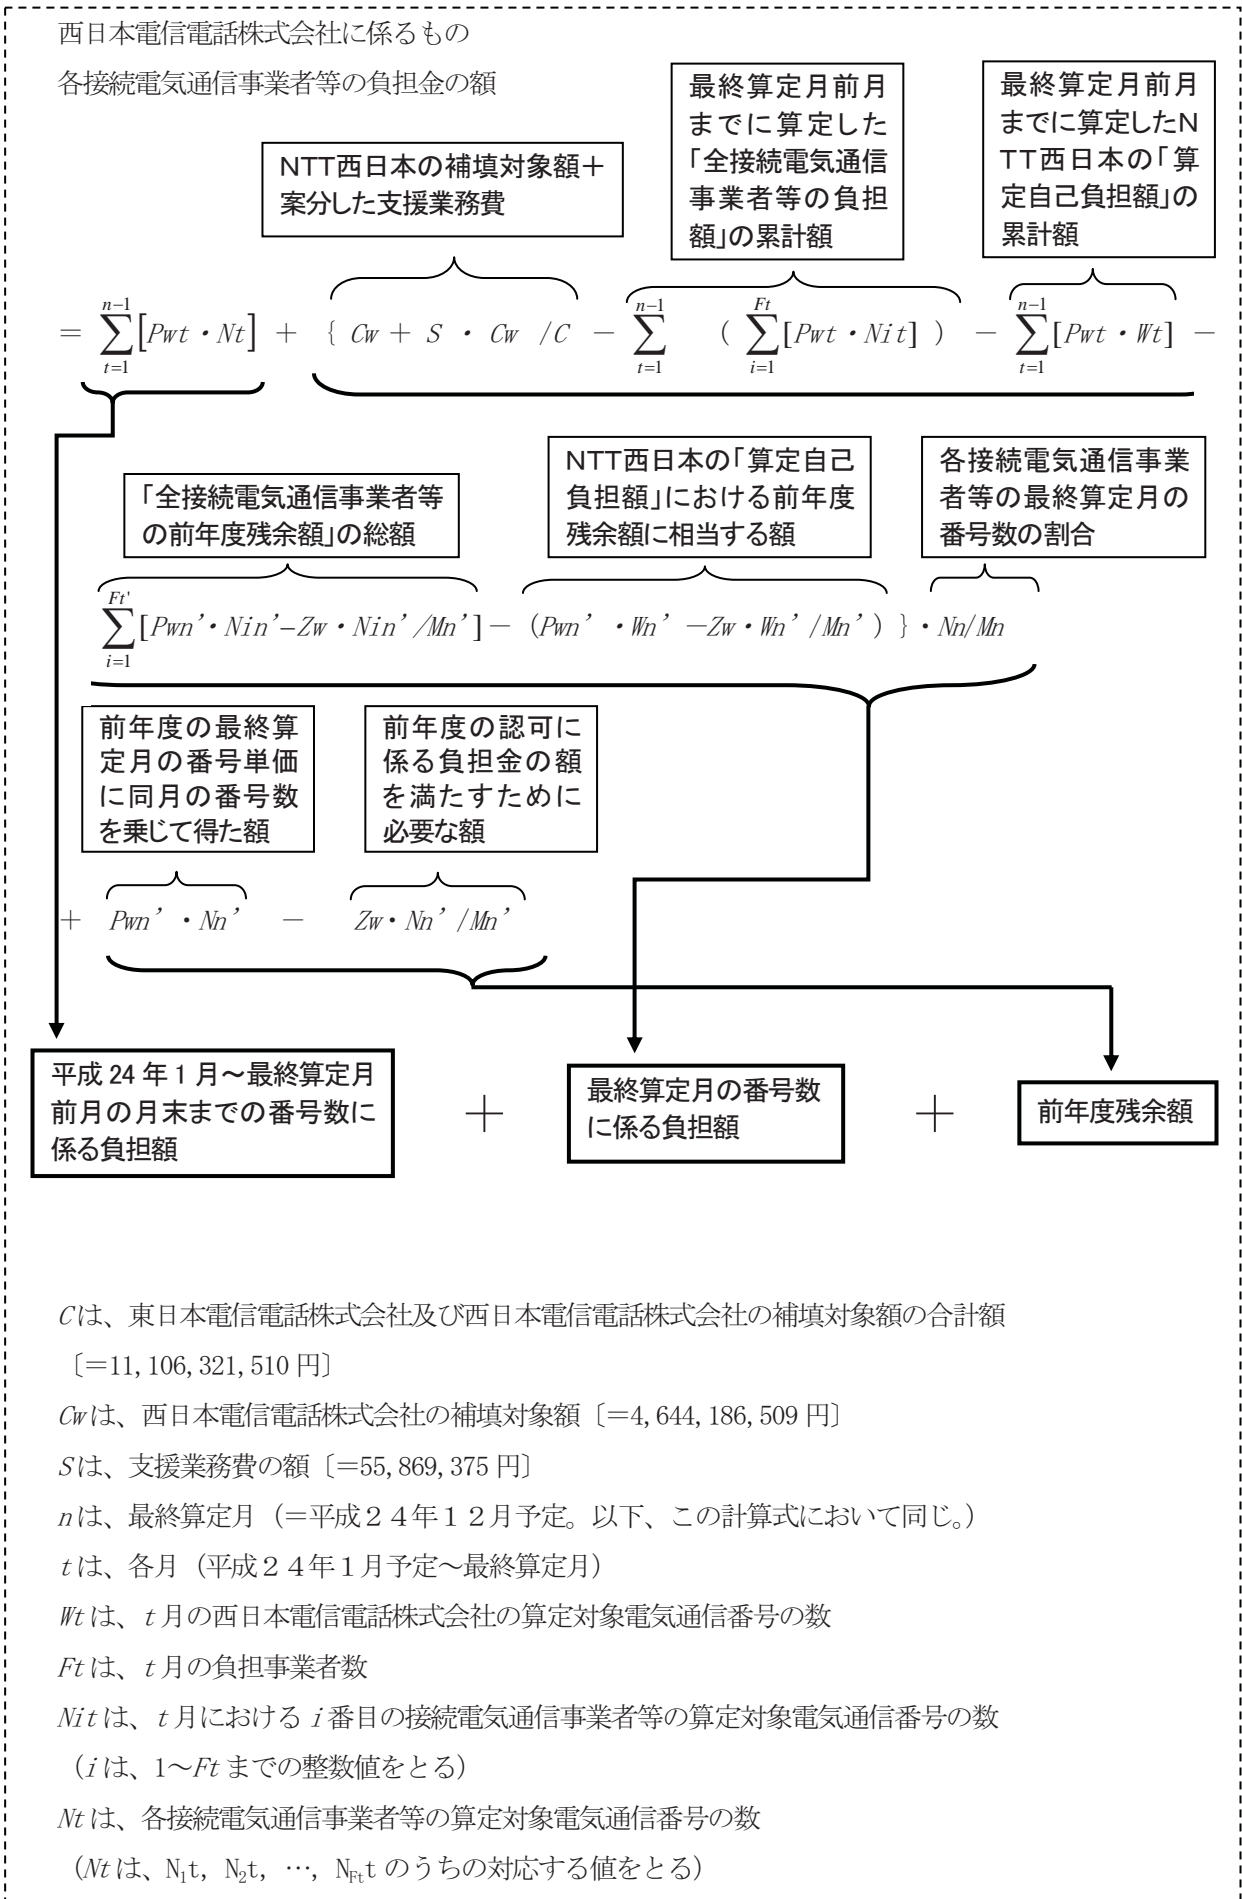 西日本電信電話株式会社に係るもの
各接続電気通信事業者等の負担金の額
NTT西日本の補填対象額＋
案分した支援業務費
最終算定月前月
までに算定した
「全接続電気通信
事業者等の負担
額」の累計額
最終算定月前月
までに算定したN
TT西日本の「算
定自己負担額」の
累計額
= \sum_{t=1}^{n-1}[Pwt・Nt] + { Cw + S ・ Cw /C − \sum_{t=1}^{n-1} ( \sum_{i=1}^{Ft}[Pwt・Nit] ) − \sum_{t=1}^{n-1}[Pwt・Wt] −
「全接続電気通信事業者等
の前年度残余額」の総額
NTT西日本の「算定自己
負担額」における前年度
残余額に相当する額
各接続電気通信事業
者等の最終算定月の
番号数の割合
\sum_{i=1}^{Ft'}[Pwn’・Nin’−Zw・Nin’/Mn’]− (Pwn’ ・Wn’ −Zw・Wn’/Mn’) }・Nn/Mn
前年度の最終算
定月の番号単価
に同月の番号数
を乗じて得た額
前年度の認可に
係る負担金の額
を満たすために
必要な額
+ Pwn’ ・Nn’ − Zw・Nn’/Mn’
平成 24 年 1 月～最終算定月
前月の月末までの番号数に
係る負担額
＋
最終算定月の番号数
に係る負担額
＋
前年度残余額
Cは、東日本電信電話株式会社及び西日本電信電話株式会社の補填対象額の合計額
〔＝11,106,321,510 円〕
Cwは、西日本電信電話株式会社の補填対象額〔＝4,644,186,509 円〕
Sは、支援業務費の額〔＝55,869,375 円〕
nは、最終算定月（＝平成２４年１２月予定。以下、この計算式において同じ。）
tは、各月（平成２４年１月予定～最終算定月）
Wtは、t月の西日本電信電話株式会社の算定対象電気通信番号の数
Ftは、t月の負担事業者数
Nitは、t月におけるi番目の接続電気通信事業者等の算定対象電気通信番号の数
（iは、1～Ftまでの整数値をとる）
Ntは、各接続電気通信事業者等の算定対象電気通信番号の数
（Ntは、N₁t, N₂t, …, N_{Ft}t のうちの対応する値をとる）